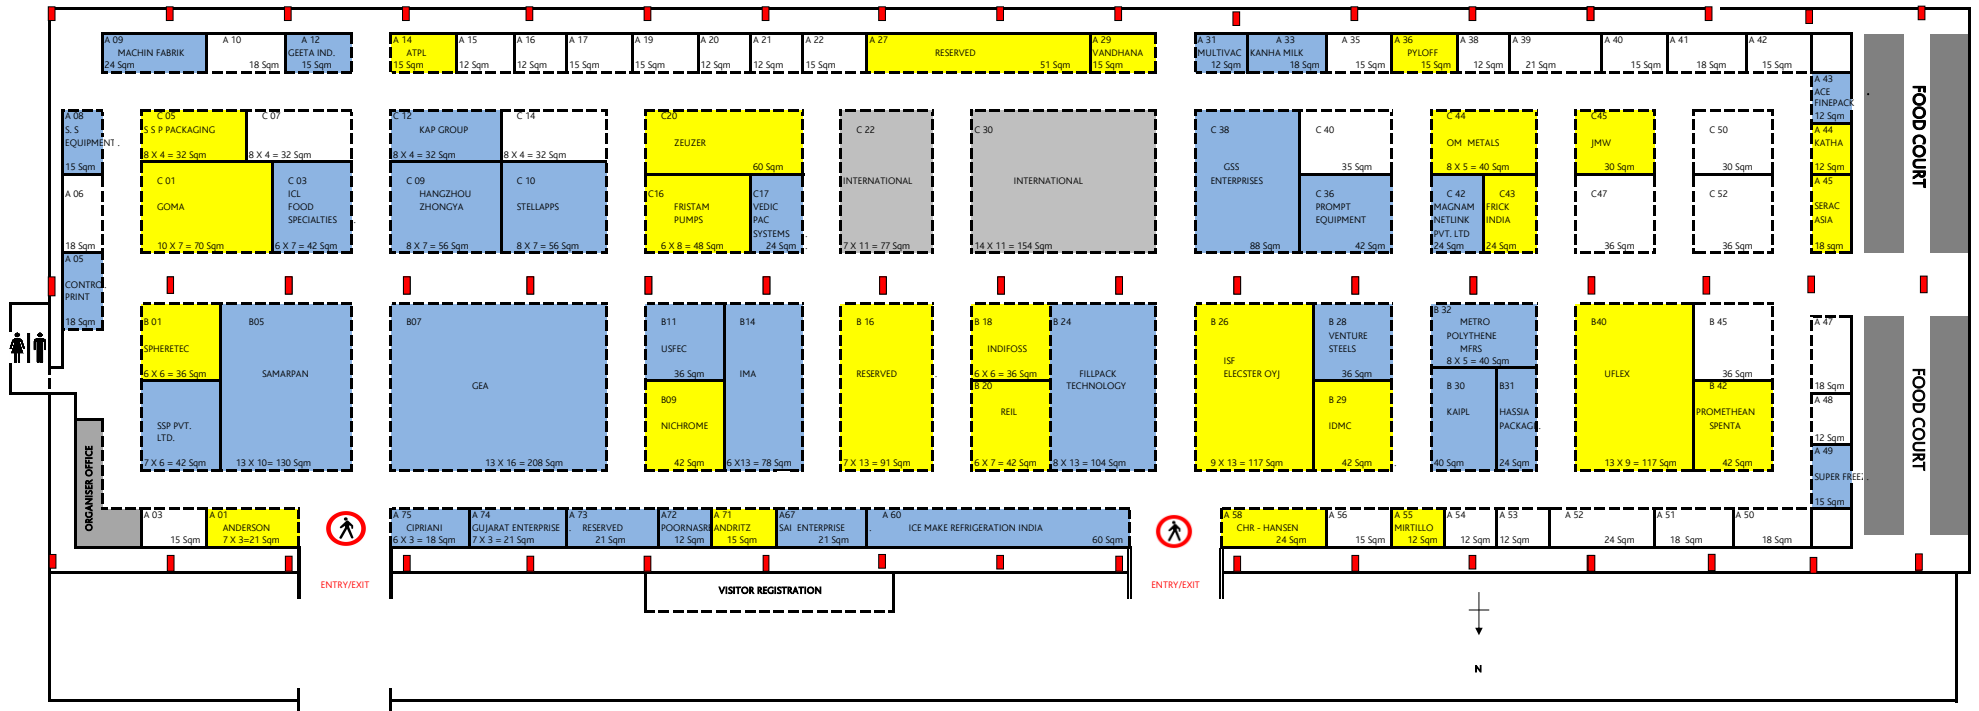 A 09
MACHIN FABRIK
24 Sqm
A 10
18 Sqm
A 12
GEETA IND.
15 Sqm
A 14
ATPL
15 Sqm
A 15
12 Sqm
A 16
12 Sqm
A 17
15 Sqm
A 19
15 Sqm
A 20
12 Sqm
A 21
12 Sqm
A 22
15 Sqm
A 27
RESERVED
51 Sqm
A 29
VANDHANA
15 Sqm
A 31
MULTIVAC
12 Sqm
A 33
KANHA MILK
18 Sqm
A 35
15 Sqm
A 36
PYLOFF
15 Sqm
A 38
12 Sqm
A 39
21 Sqm
A 40
15 Sqm
A 41
18 Sqm
A 42
15 Sqm
A 43
ACE
FINEPACK
12 Sqm
A 44
KATHA
12 Sqm
A 45
SERAC
ASIA
18 sqm
FOOD COURT
A 08
S. S
EQUIPMENT .
15 Sqm
A 06
18 Sqm
A 05
CONTRO
PRINT
18 Sqm
C 05
S S P PACKAGING
8 X 4 = 32 Sqm
C 07
8 X 4 = 32 Sqm
C 01
GOMA
10 X 7 = 70 Sqm
C 03
ICL
FOOD
SPECIALTIES
6 X 7 = 42 Sqm
C 12
KAP GROUP
8 X 4 = 32 Sqm
C 14
8 X 4 = 32 Sqm
C 09
HANGZHOU
ZHONGYA
8 X 7 = 56 Sqm
C 10
STELLAPPS
8 X 7 = 56 Sqm
C20
ZEUZER
60 Sqm
C16
FRISTAM
PUMPS
6 X 8 = 48 Sqm
C17
VEDIC
PAC
SYSTEMS
24 Sqm
C 22
INTERNATIONAL
7 X 11 = 77 Sqm
C 30
INTERNATIONAL
14 X 11 = 154 Sqm
C 38
GSS
ENTERPRISES
88 Sqm
C 40
35 Sqm
C 36
PROMPT
EQUIPMENT
42 Sqm
C 44
OM METALS
8 X 5 = 40 Sqm
C 42
MAGNAM
NETLINK
PVT. LTD
24 Sqm
C43
FRICK
INDIA
24 Sqm
C45
JMW
30 Sqm
C47
36 Sqm
C 50
30 Sqm
C 52
36 Sqm
B 01
SPHERETEC
6 X 6 = 36 Sqm
SSP PVT.
LTD.
7 X 6 = 42 Sqm
B05
SAMARPAN
13 X 10= 130 Sqm
B07
GEA
13 X 16 = 208 Sqm
B11
USFEC
36 Sqm
B09
NICHROME
42 Sqm
B14
IMA
6 X13 = 78 Sqm
B 16
RESERVED
7 X 13 = 91 Sqm
B 18
INDIFOSS
6 X 6 = 36 Sqm
B 20
REIL
6 X 7 = 42 Sqm
B 24
FILLPACK
TECHNOLOGY
8 X 13 = 104 Sqm
B 26
ISF
ELECSTER OYJ
9 X 13 = 117 Sqm
B 28
VENTURE
STEELS
36 Sqm
B 29
IDMC
42 Sqm
B 32
METRO
POLYTHENE
MFRS
8 X 5 = 40 Sqm
B 30
KAIPL
40 Sqm
B31
HASSIA
PACKAG
24 Sqm
B40
UFLEX
13 X 9 = 117 Sqm
B 45
36 Sqm
B 42
PROMETHEAN
SPENTA
42 Sqm
A 47
18 Sqm
A 48
12 Sqm
A 49
SUPER FREE
15 Sqm
FOOD COURT
ORGANISER OFFICE
A 03
15 Sqm
A 01
ANDERSON
7 X 3=21 Sqm
A 75
CIPRIANI
6 X 3 = 18 Sqm
A 74
GUJARAT ENTERPRISE
7 X 3 = 21 Sqm
A 73
RESERVED
21 Sqm
A72
POORNASRE
12 Sqm
A 71
ANDRITZ
15 Sqm
A67
SAI ENTERPRISE
21 Sqm
A 60
ICE MAKE REFRIGERATION INDIA
60 Sqm
A 58
CHR - HANSEN
24 Sqm
A 56
15 Sqm
A 55
MIRTILLO
12 Sqm
A 54
12 Sqm
A 53
12 Sqm
A 52
24 Sqm
A 51
18 Sqm
A 50
18 Sqm
ENTRY/EXIT
VISITOR REGISTRATION
ENTRY/EXIT
N